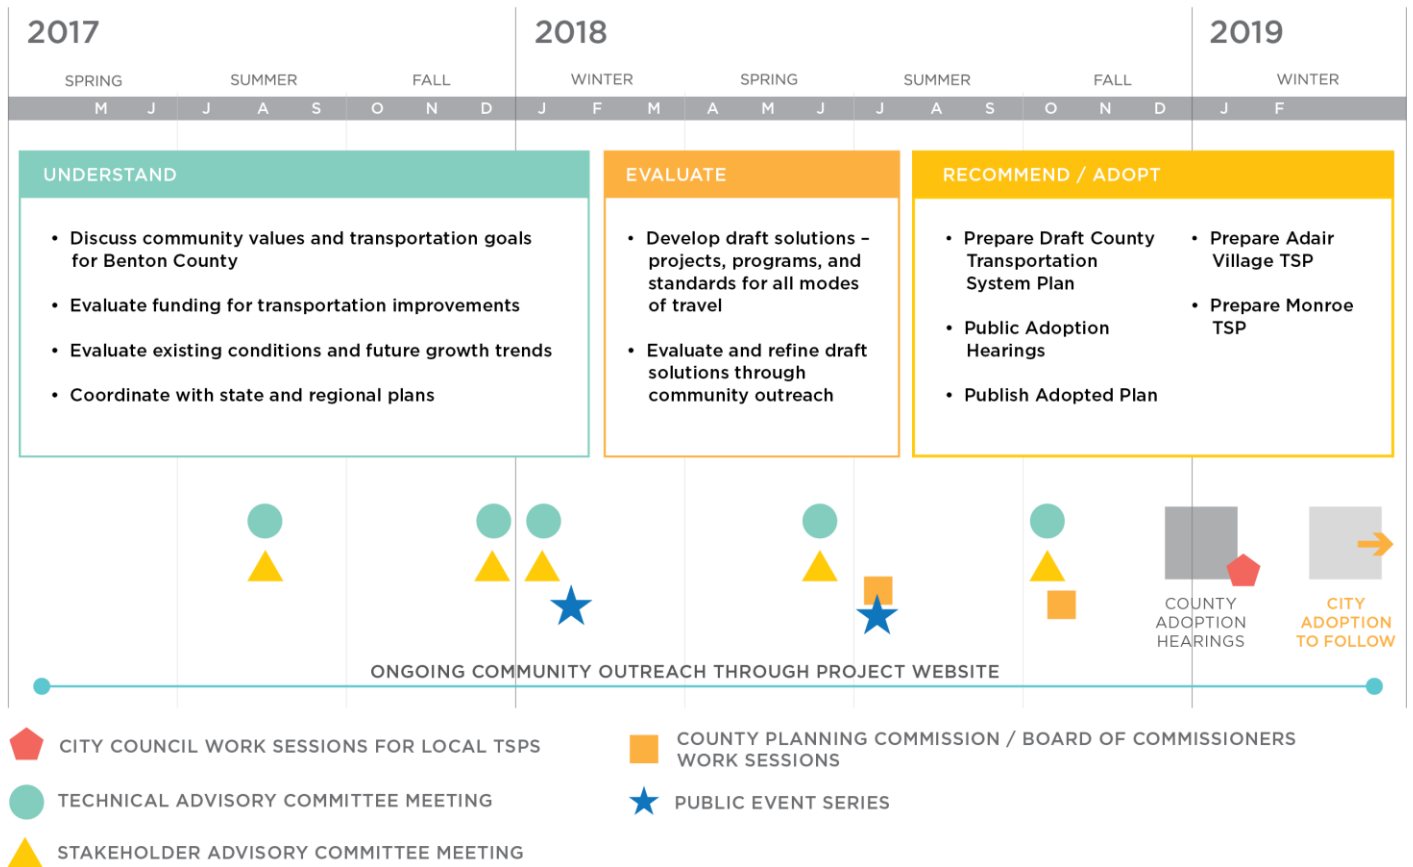 2017
2018
2019
SPRING
SUMMER
FALL
WINTER
SPRING
SUMMER
FALL
WINTER
M J J A S O N D J F M A M J J A S O N D J F
UNDERSTAND
• Discuss community values and transportation goals
for Benton County
• Evaluate funding for transportation improvements
• Evaluate existing conditions and future growth trends
• Coordinate with state and regional plans
EVALUATE
• Develop draft solutions –
projects, programs, and
standards for all modes
of travel
• Evaluate and refine draft
solutions through
community outreach
RECOMMEND / ADOPT
• Prepare Draft County
Transportation
System Plan
• Public Adoption
Hearings
• Publish Adopted Plan
• Prepare Adair
Village TSP
• Prepare Monroe
TSP
COUNTY
ADOPTION
HEARINGS
CITY
ADOPTION
TO FOLLOW
ONGOING COMMUNITY OUTREACH THROUGH PROJECT WEBSITE
CITY COUNCIL WORK SESSIONS FOR LOCAL TSPS
TECHNICAL ADVISORY COMMITTEE MEETING
STAKEHOLDER ADVISORY COMMITTEE MEETING
COUNTY PLANNING COMMISSION / BOARD OF COMMISSIONERS
WORK SESSIONS
PUBLIC EVENT SERIES